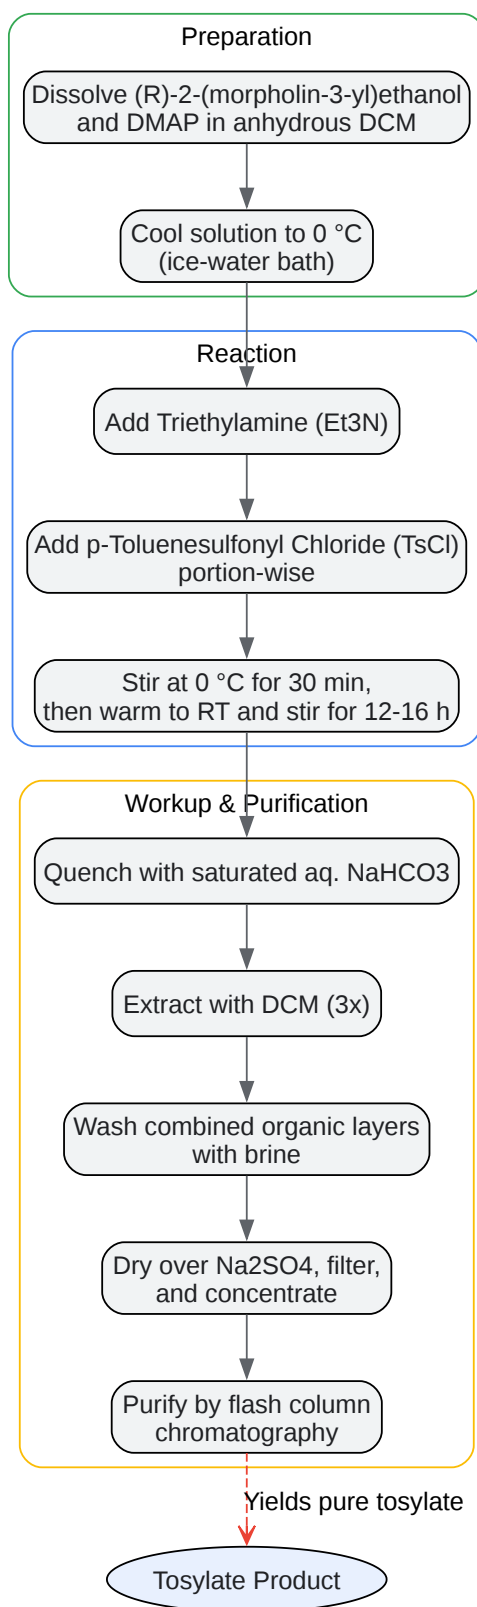 Preparation
Dissolve (R)-2-(morpholin-3-yl)ethanol
and DMAP in anhydrous DCM
Cool solution to 0 °C
(ice-water bath)
Reaction
Add Triethylamine (Et3N)
Add p-Toluenesulfonyl Chloride (TsCl)
portion-wise
Stir at 0 °C for 30 min,
then warm to RT and stir for 12-16 h
Workup & Purification
Quench with saturated aq. NaHCO3
Extract with DCM (3x)
Wash combined organic layers
with brine
Dry over Na2SO4, filter,
and concentrate
Purify by flash column
chromatography
Yields pure tosylate
Tosylate Product